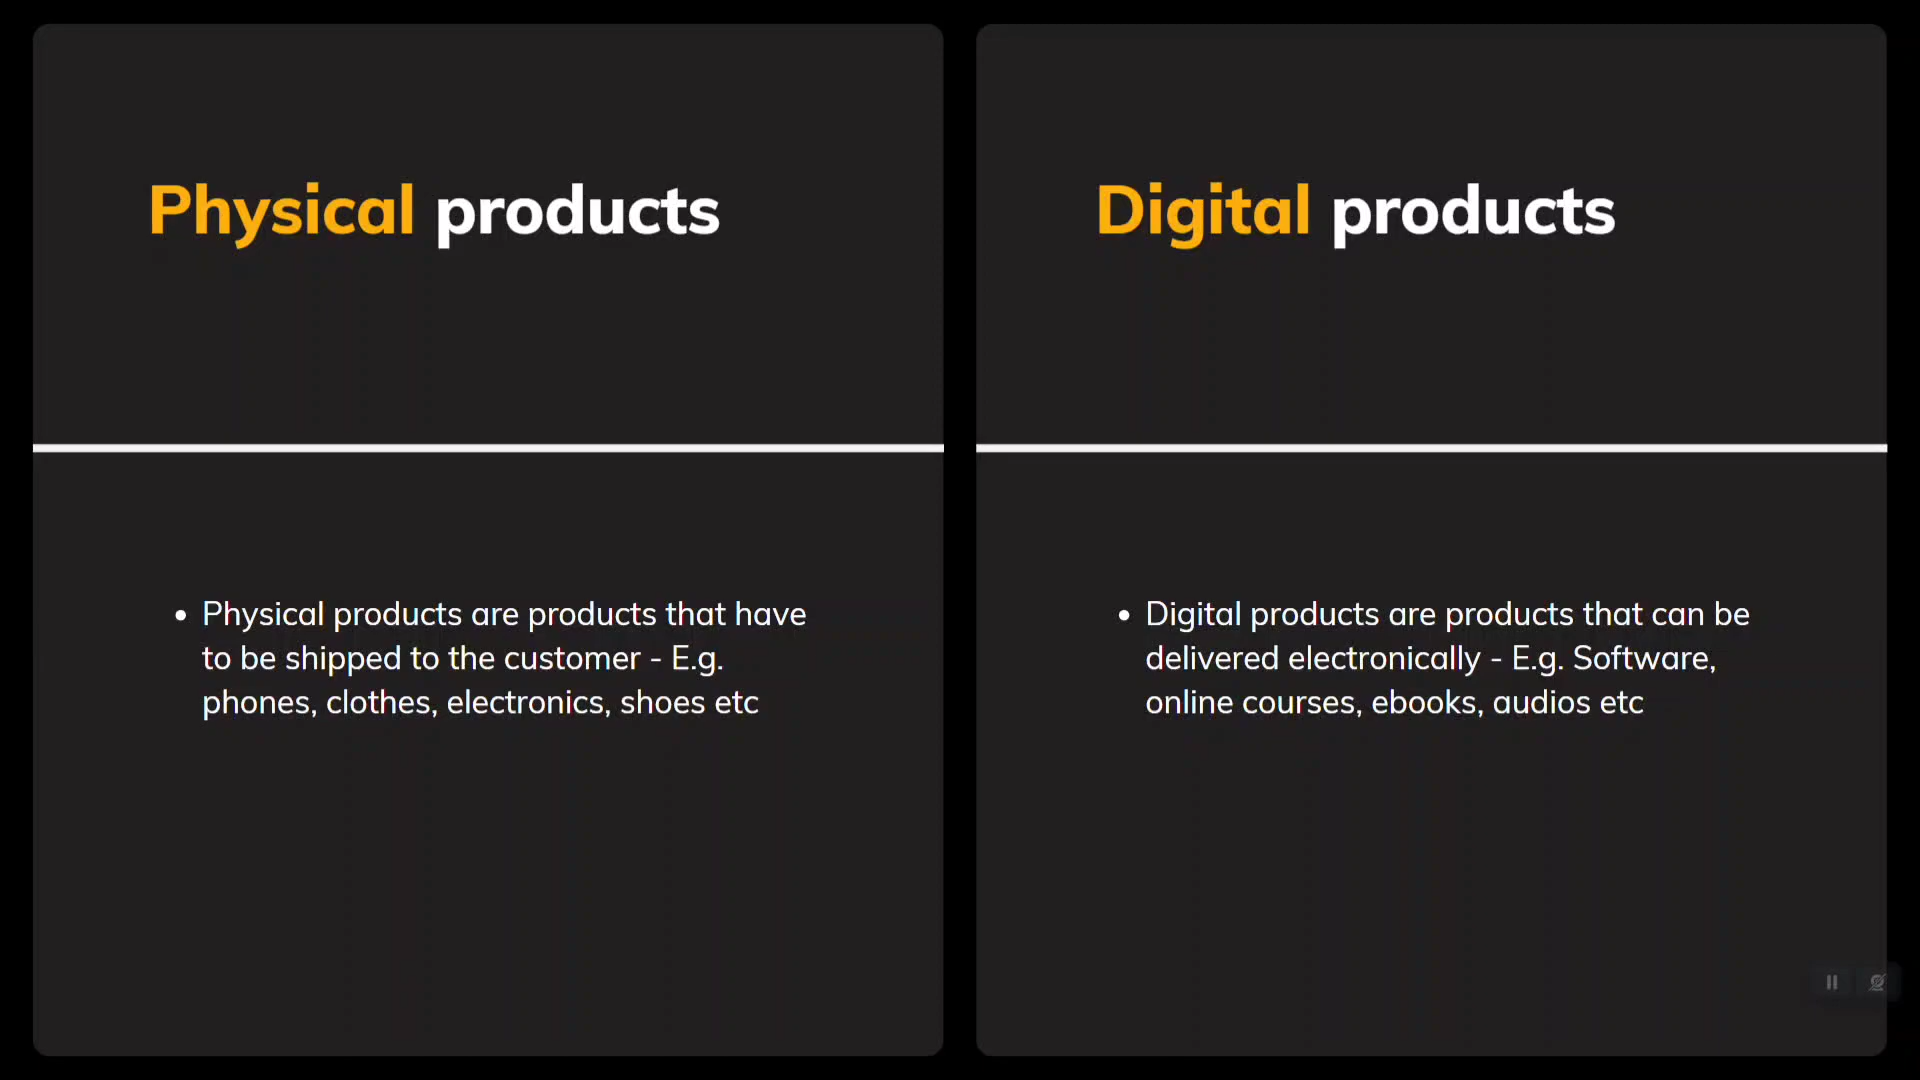 Physical products
• Physical products are products that have
to be shipped to the customer - E.g.
phones, clothes, electronics, shoes etc
Digital products
• Digital products are products that can be
delivered electronically - E.g. Software,
online courses, ebooks, audios etc